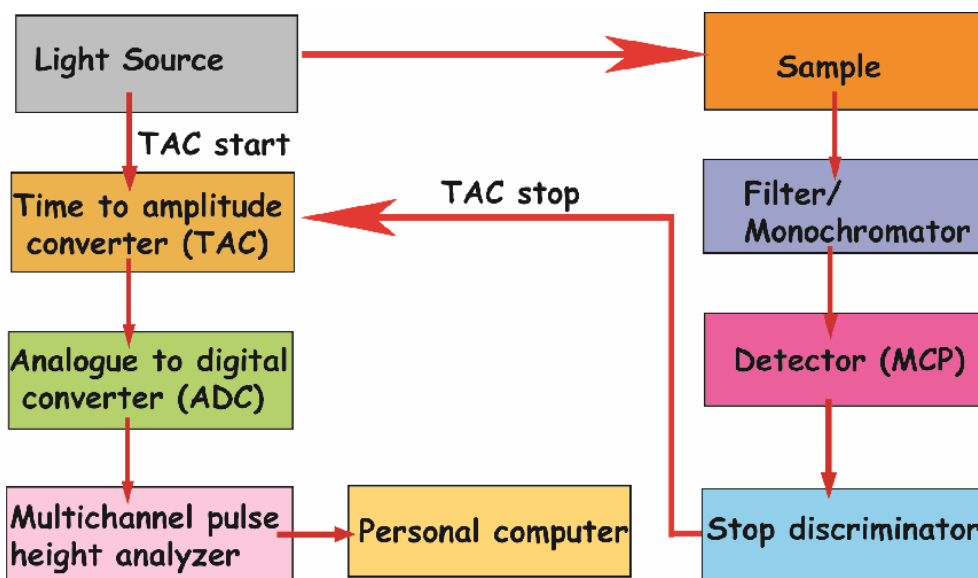 Light Source
Sample
TAC start
Time to amplitude
converter (TAC)
TAC stop
Filter/
Monochromator
Analogue to digital
converter (ADC)
Detector (MCP)
Multichannel pulse
height analyzer
Personal computer
Stop discriminator